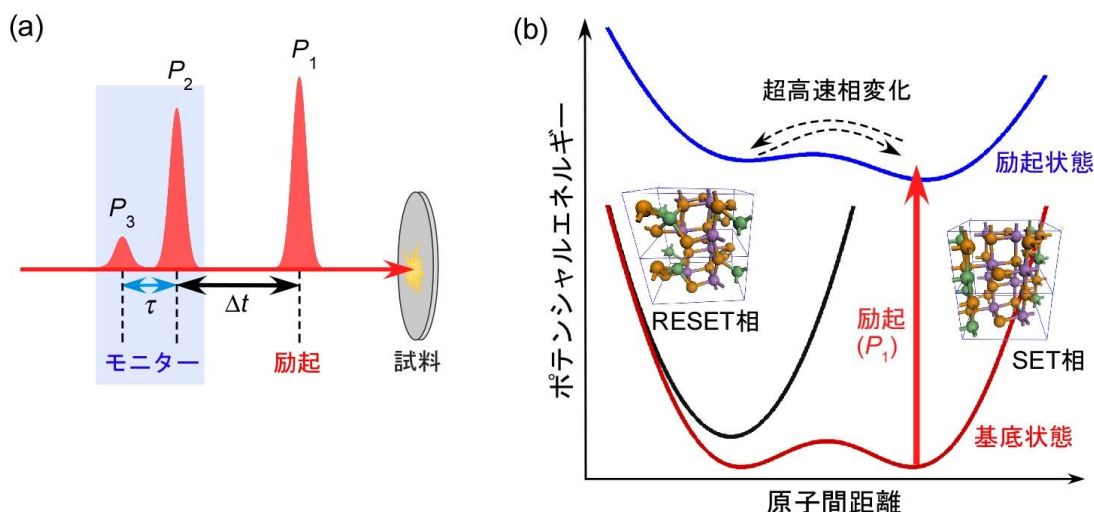 (a)
P1
P2
P3
τ
Δt
モニター
励起
試料
(b)
ポテンシャルエネルギー
超高速相変化
励起状態
RESET相
励起
(P1)
SET相
基底状態
原子間距離